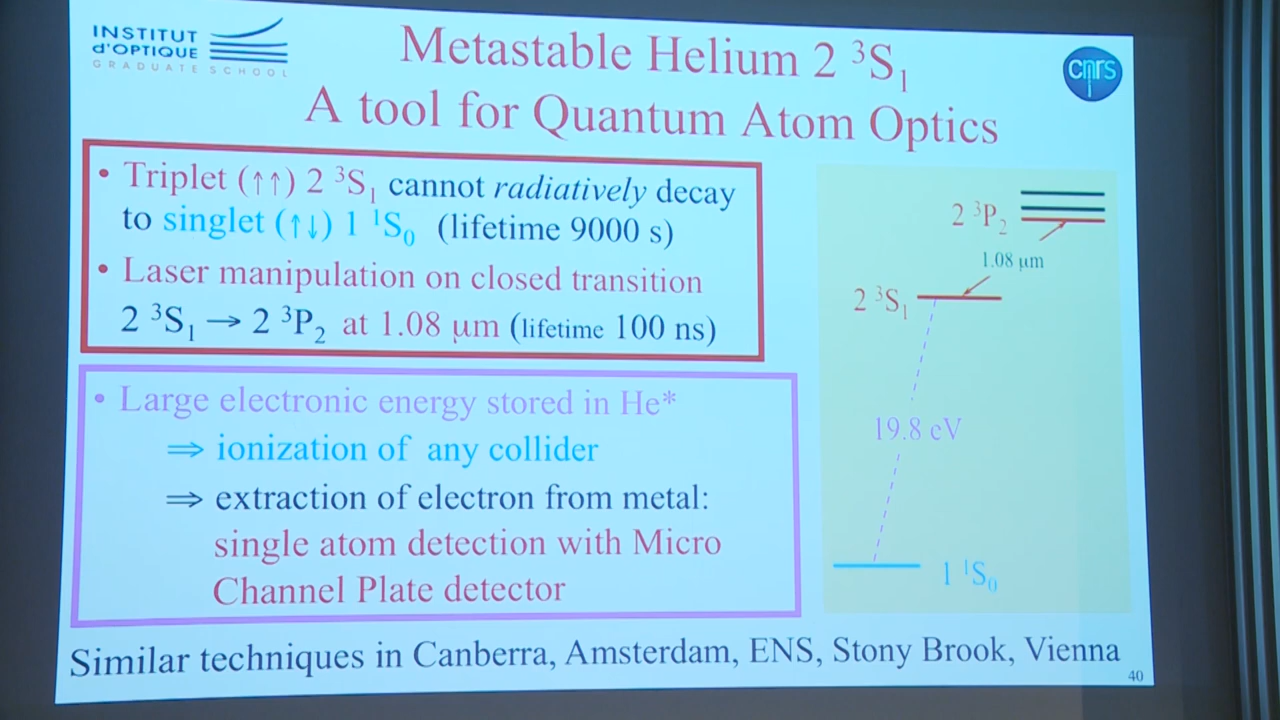 INSTITUT
d'OPTIQUE
GRADUATE SCHOOL
Metastable Helium 2 ³S₁
A tool for Quantum Atom Optics
cnrs
• Triplet (↑↑) 2 ³S₁ cannot radiatively decay
to singlet (↑↓) 1 ¹S₀ (lifetime 9000 s)
• Laser manipulation on closed transition
2 ³S₁ → 2 ³P₂ at 1.08 μm (lifetime 100 ns)
• Large electronic energy stored in He*
⇒ ionization of any collider
⇒ extraction of electron from metal:
single atom detection with Micro
Channel Plate detector
2 ³P₂
1.08 μm
2 ³S₁
19.8 eV
1 ¹S₀
Similar techniques in Canberra, Amsterdam, ENS, Stony Brook, Vienna
40